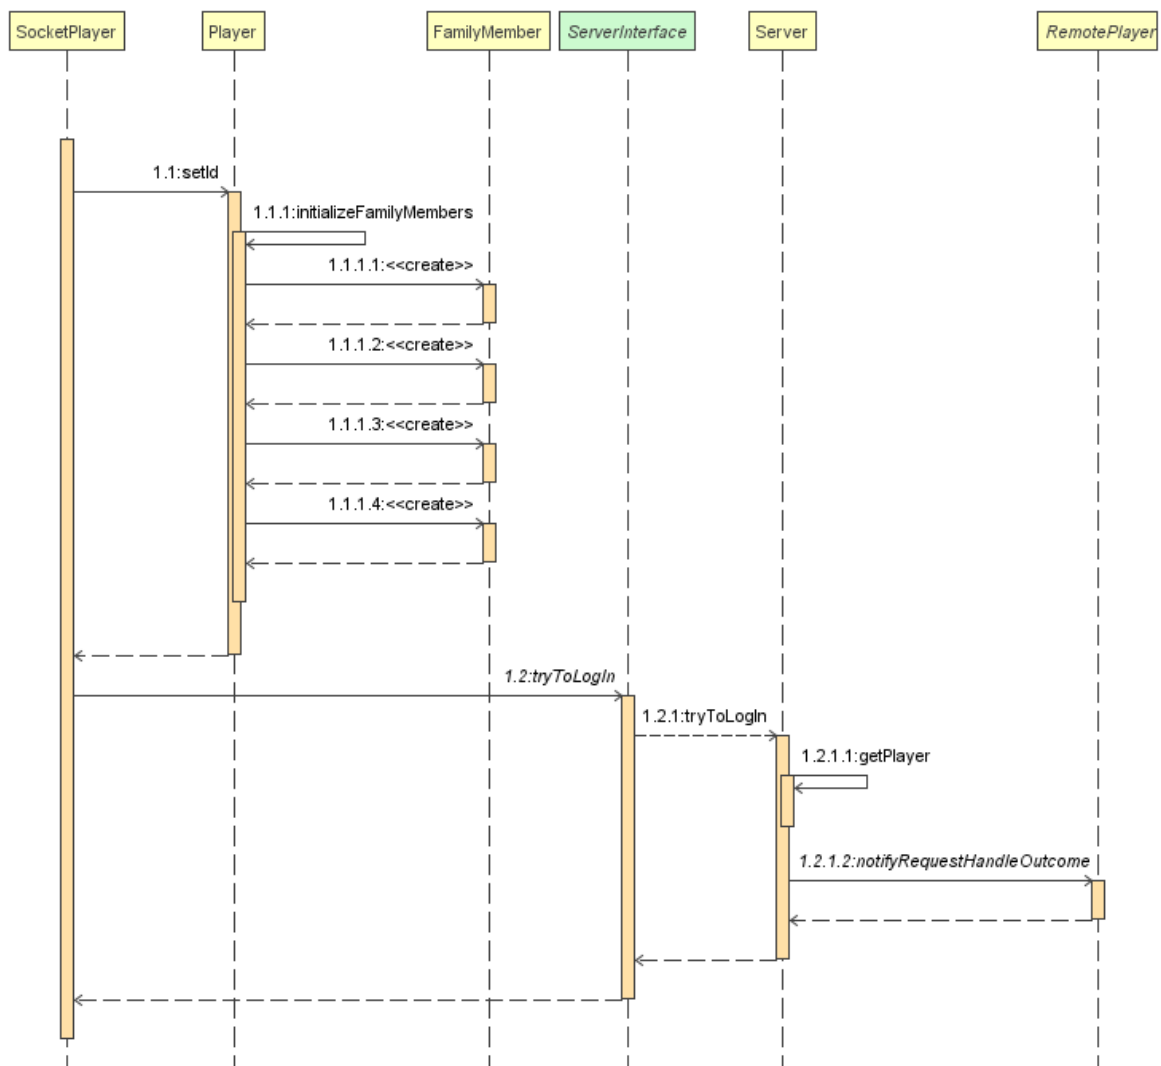 SocketPlayer
Player
FamilyMember
ServerInterface
Server
RemotePlayer
1.1:setId
1.1.1:initializeFamilyMembers
1.1.1.1:<<create>>
1.1.1.2:<<create>>
1.1.1.3:<<create>>
1.1.1.4:<<create>>
1.2:tryToLogIn
1.2.1:tryToLogIn
1.2.1.1:getPlayer
1.2.1.2:notifyRequestHandleOutcome